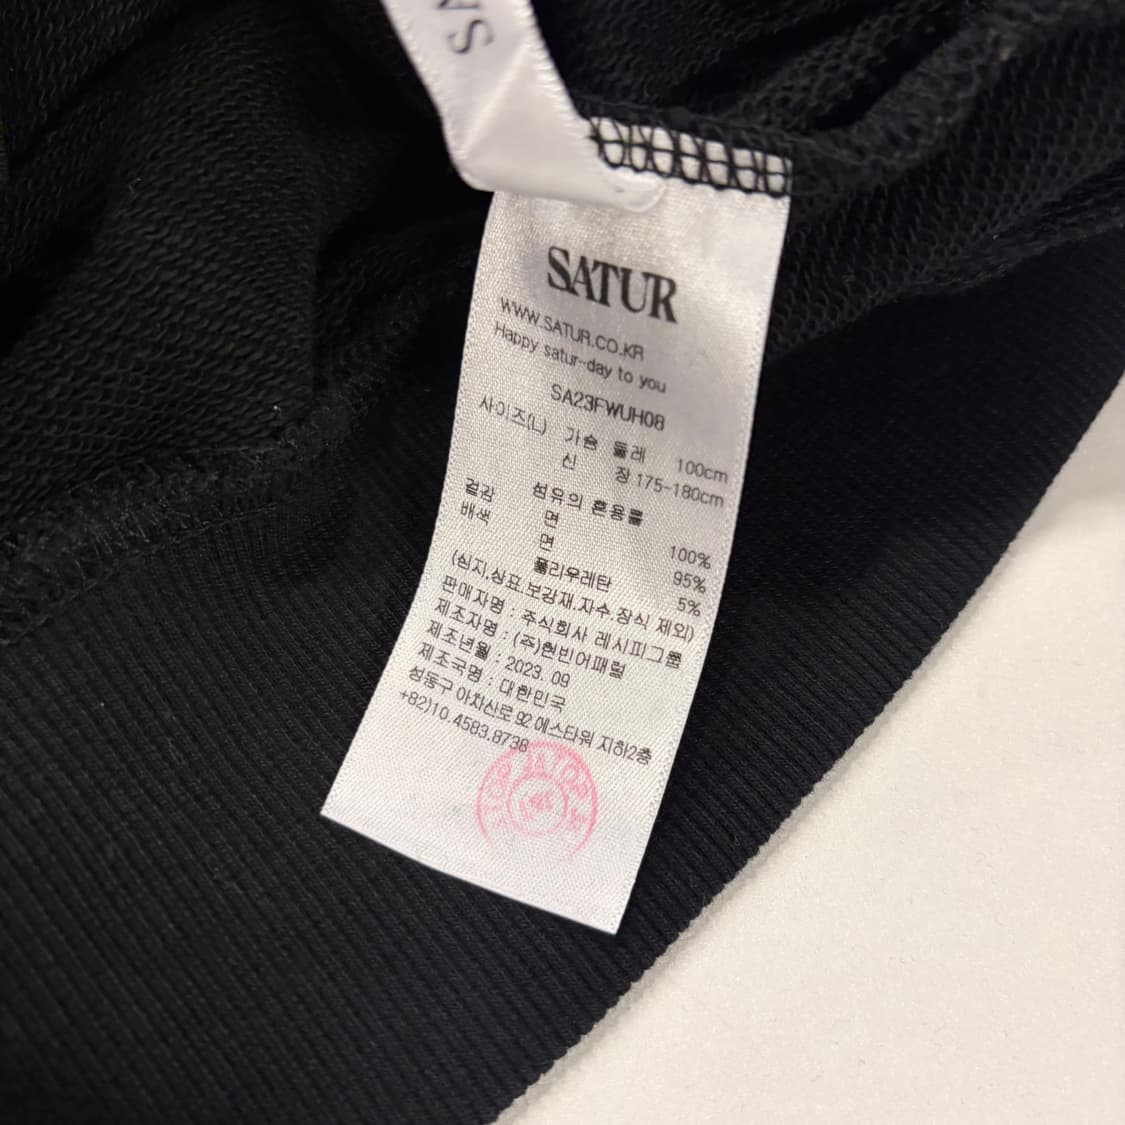 SA
SATUR
WWW.SATUR.CO.KR
Happy satur-day to you
SA23FWUH08
사이즈(L) 가슴 둘레 100cm
신 장 175-180cm
섬유의 혼용률
겉감 면 100%
배색 면 95%
폴리우레탄 5%
(심지,상표,보강재,자수,장식 제외)
판매자명 : 주식회사 레시피그룹
제조자명 : (주)현빈어패럴
제조년월 : 2023. 09
제조국명 : 대한민국
성동구 아차산로 92 에스타워 지하2층
+82)10.4583.8738